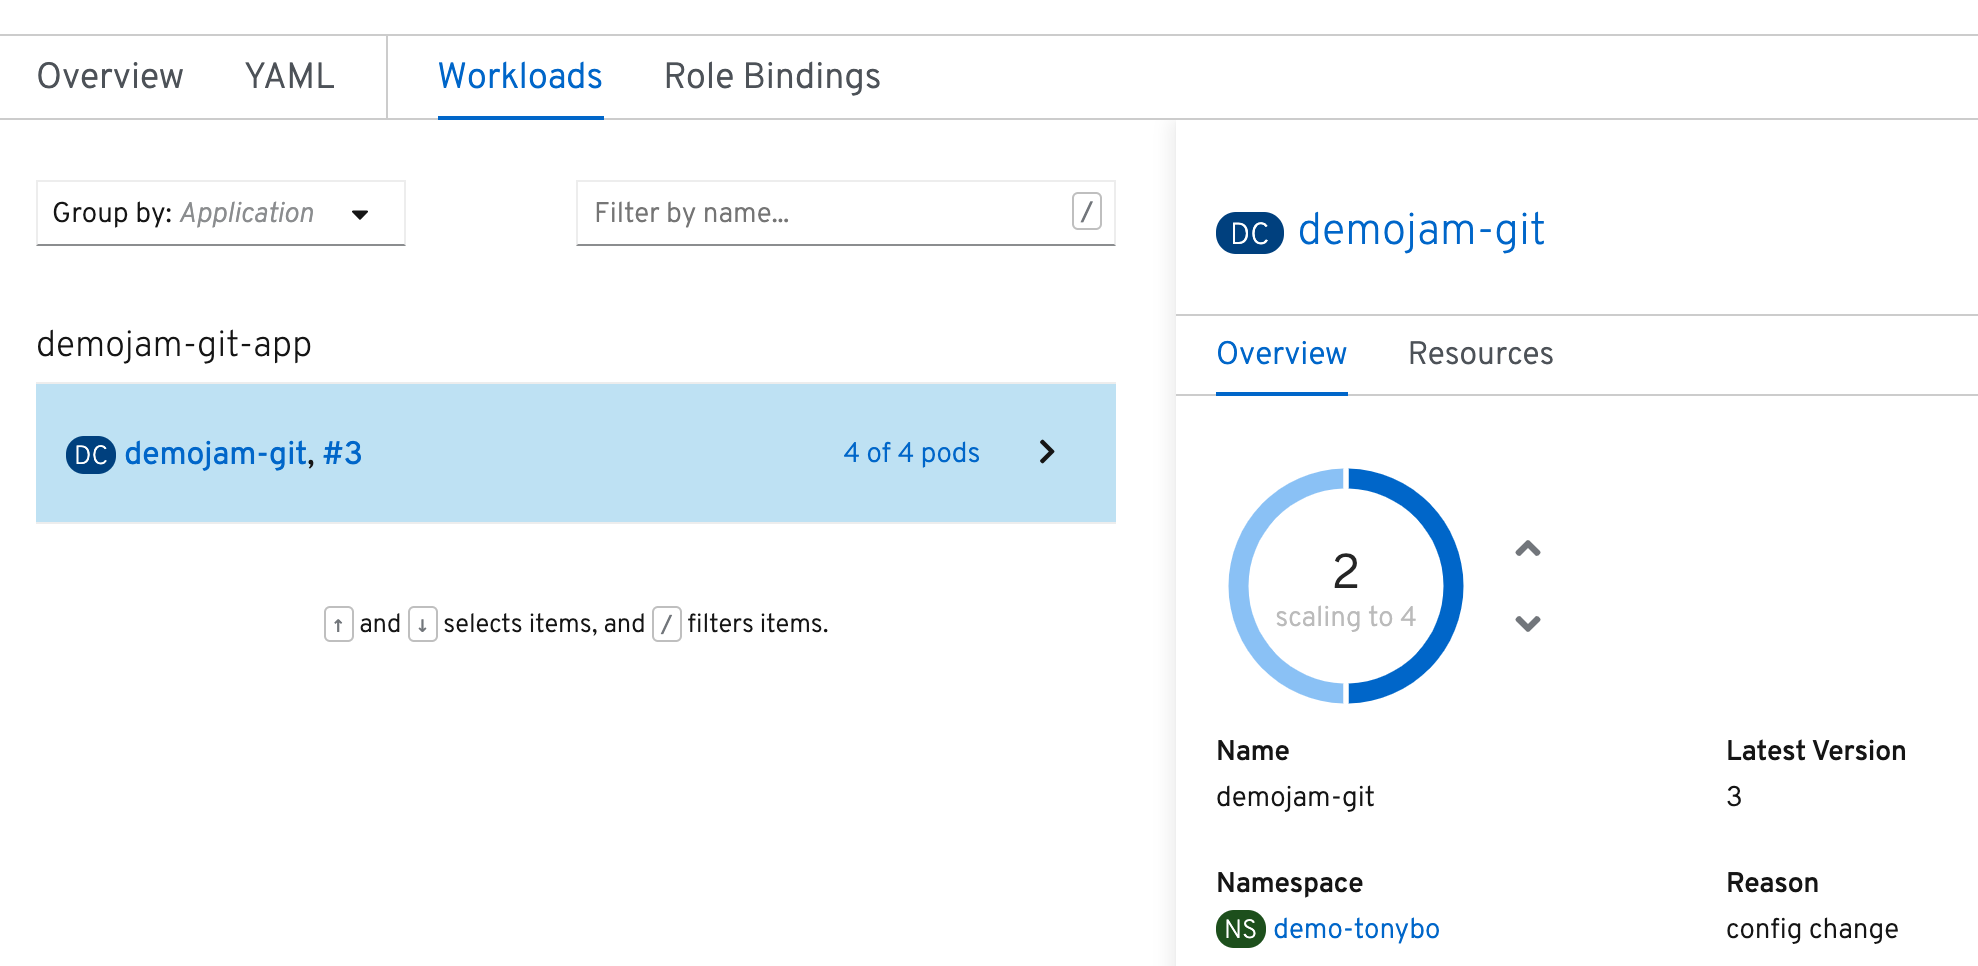 Overview YAML Workloads Role Bindings
Group by: Application
Filter by name... /
demojam-git-app
DC demojam-git, #3 4 of 4 pods
↑ and ↓ selects items, and / filters items.
DC demojam-git
Overview Resources
2
scaling to 4
Name
demojam-git
Latest Version
3
Namespace
NS demo-tonybo
Reason
config change